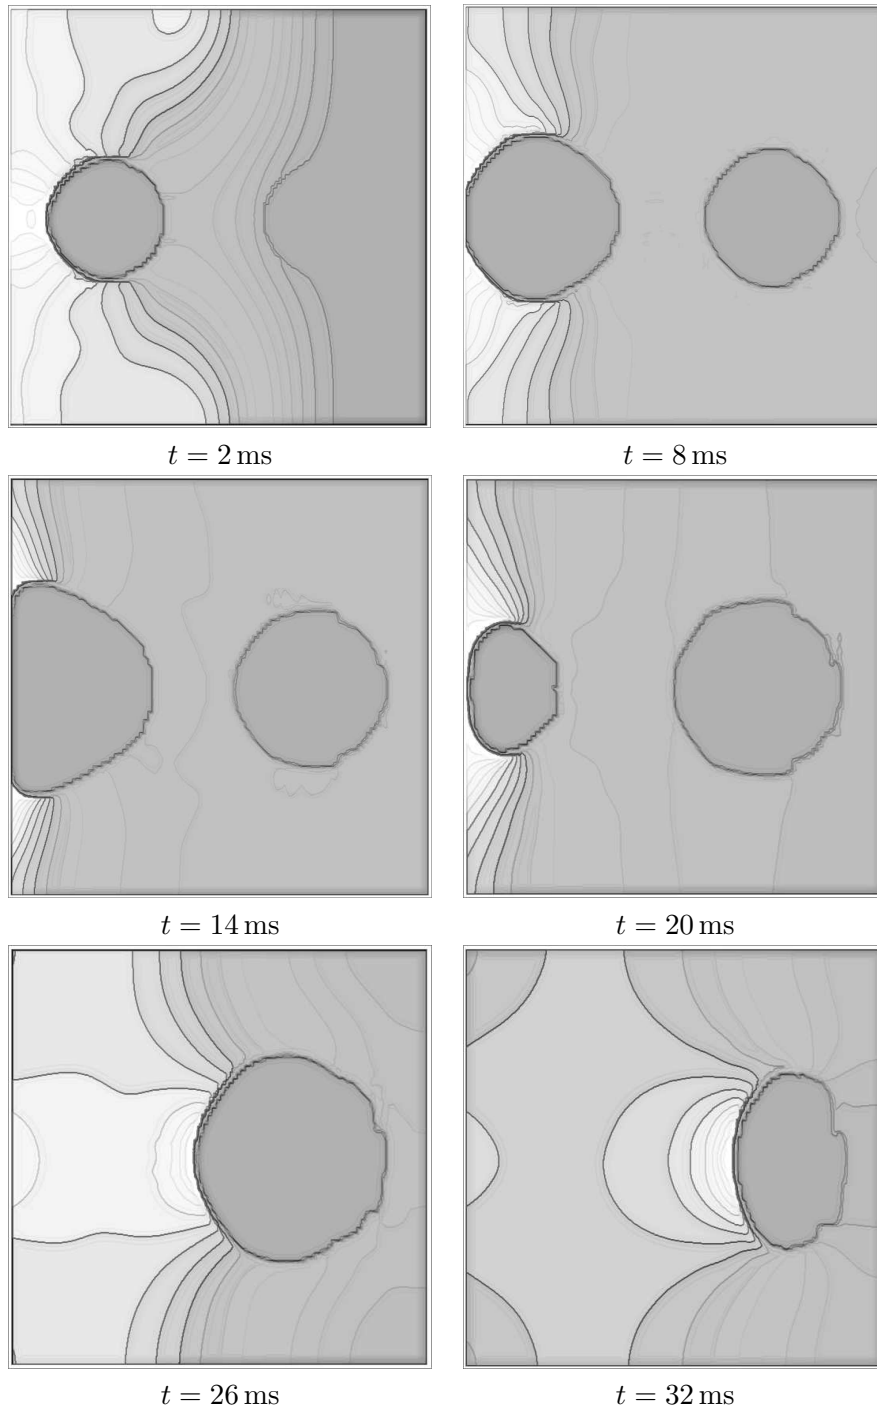 t = 2 ms
t = 8 ms
t = 14 ms
t = 20 ms
t = 26 ms
t = 32 ms